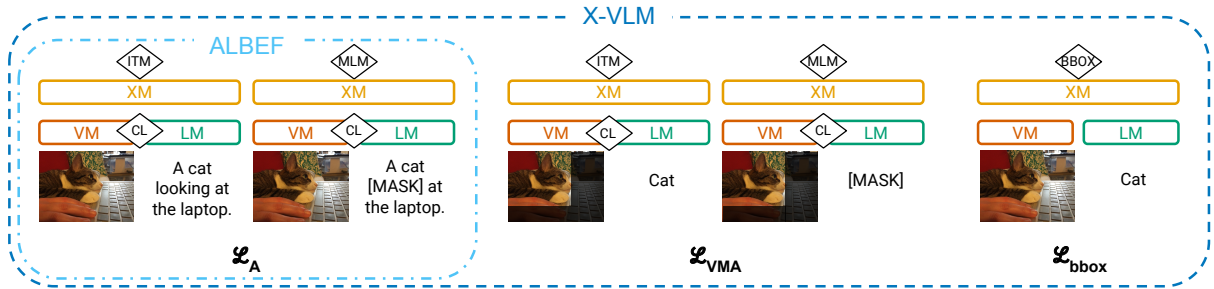 X-VLM
ALBEF
ITM
MLM
ITM
MLM
BBOX
XM
XM
XM
XM
XM
VM
CL
LM
VM
CL
LM
VM
CL
LM
VM
CL
LM
VM
LM
A cat
looking at
the laptop.
A cat
[MASK] at
the laptop.
Cat
[MASK]
Cat
ℒA
ℒVMA
ℒbbox